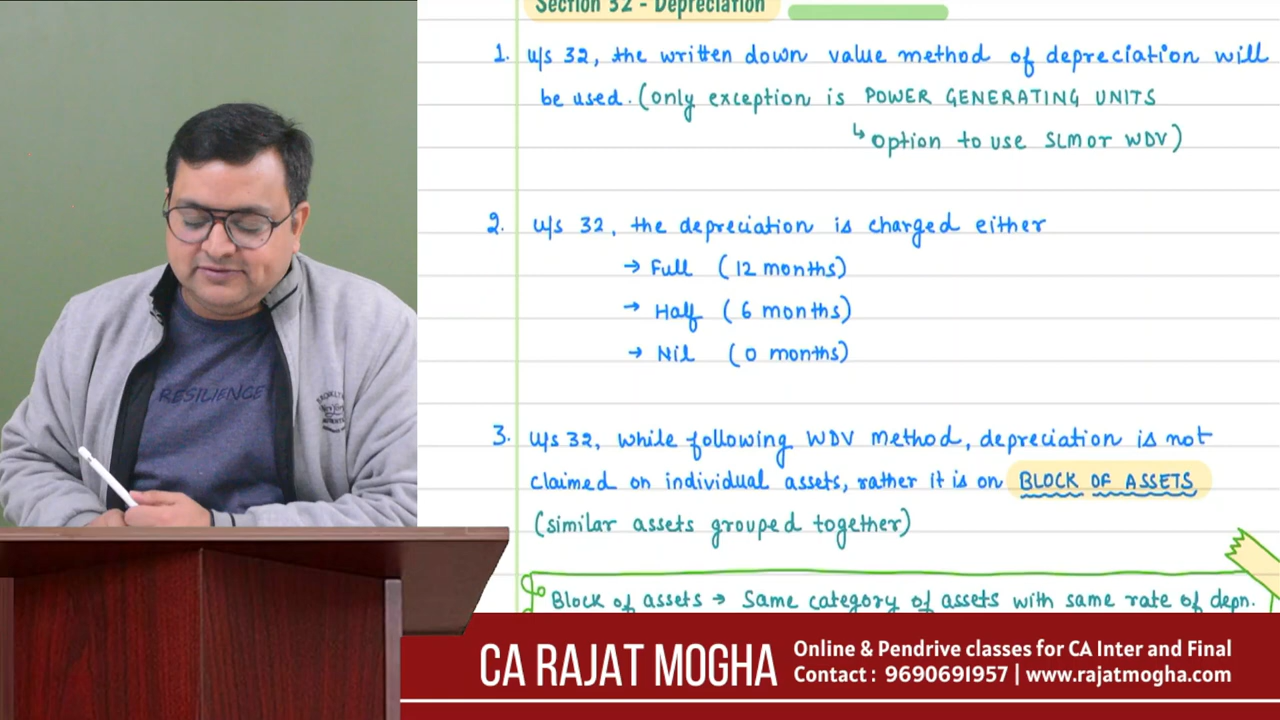 Section 32 - Depreciation
1. u/s 32, the written down value method of depreciation will
be used. (only exception is POWER GENERATING UNITS
↳ option to use SLM or WDV)
2. u/s 32, the depreciation is charged either
→ Full (12 months)
→ Half (6 months)
→ Nil (0 months)
3. u/s 32, while following WDV method, depreciation is not
claimed on individual assets, rather it is on BLOCK OF ASSETS
(similar assets grouped together)
Block of assets → Same category of assets with same rate of depn.
RESILIENCE
CA RAJAT MOGHA
Online & Pendrive classes for CA Inter and Final
Contact : 9690691957 | www.rajatmogha.com